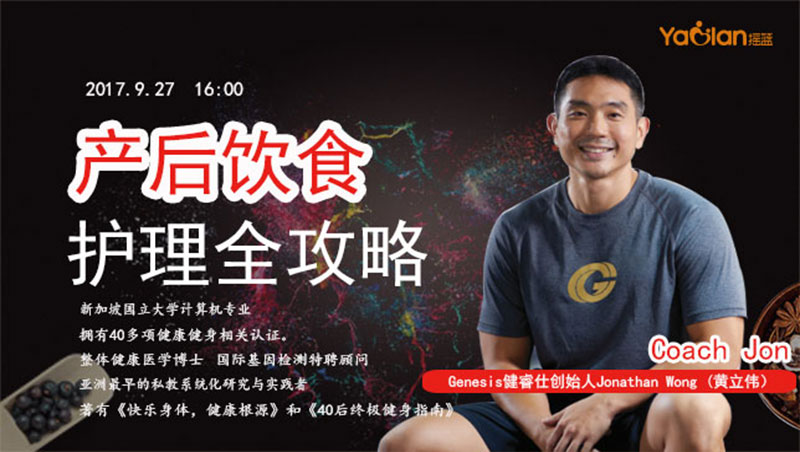 YaOlan摇篮
2017.9.27 16:00
产后饮食
护理全攻略
新加坡国立大学计算机专业
拥有40多项健康健身相关认证。
整体健康医学博士 国际基因检测特聘顾问
亚洲最早的私教系统化研究与实践者
著有《快乐身体，健康根源》和《40后终极健身指南》
G
Coach Jon
Genesis健睿仕创始人Jonathan Wong (黄立伟)